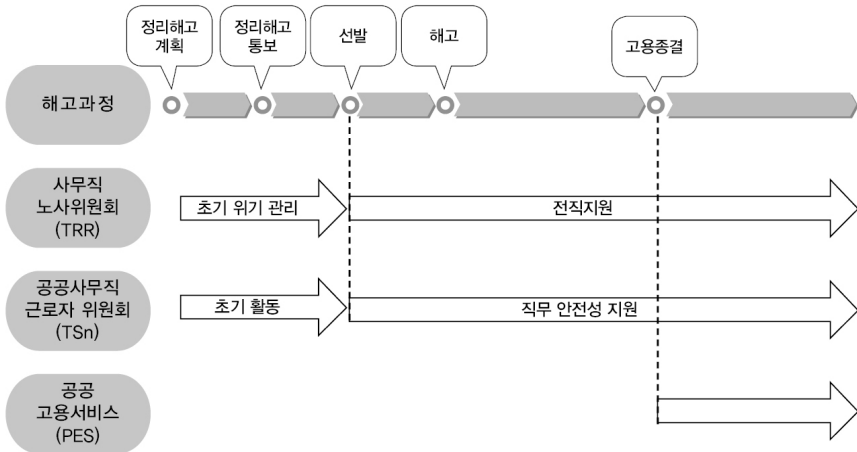 정리해고
계획
정리해고
통보
선발
해고
고용종결
해고과정
사무직
노사위원회
(TRR)
초기 위기 관리
전직지원
공공사무직
근로자 위원회
(TSn)
초기 활동
직무 안전성 지원
공공
고용서비스
(PES)